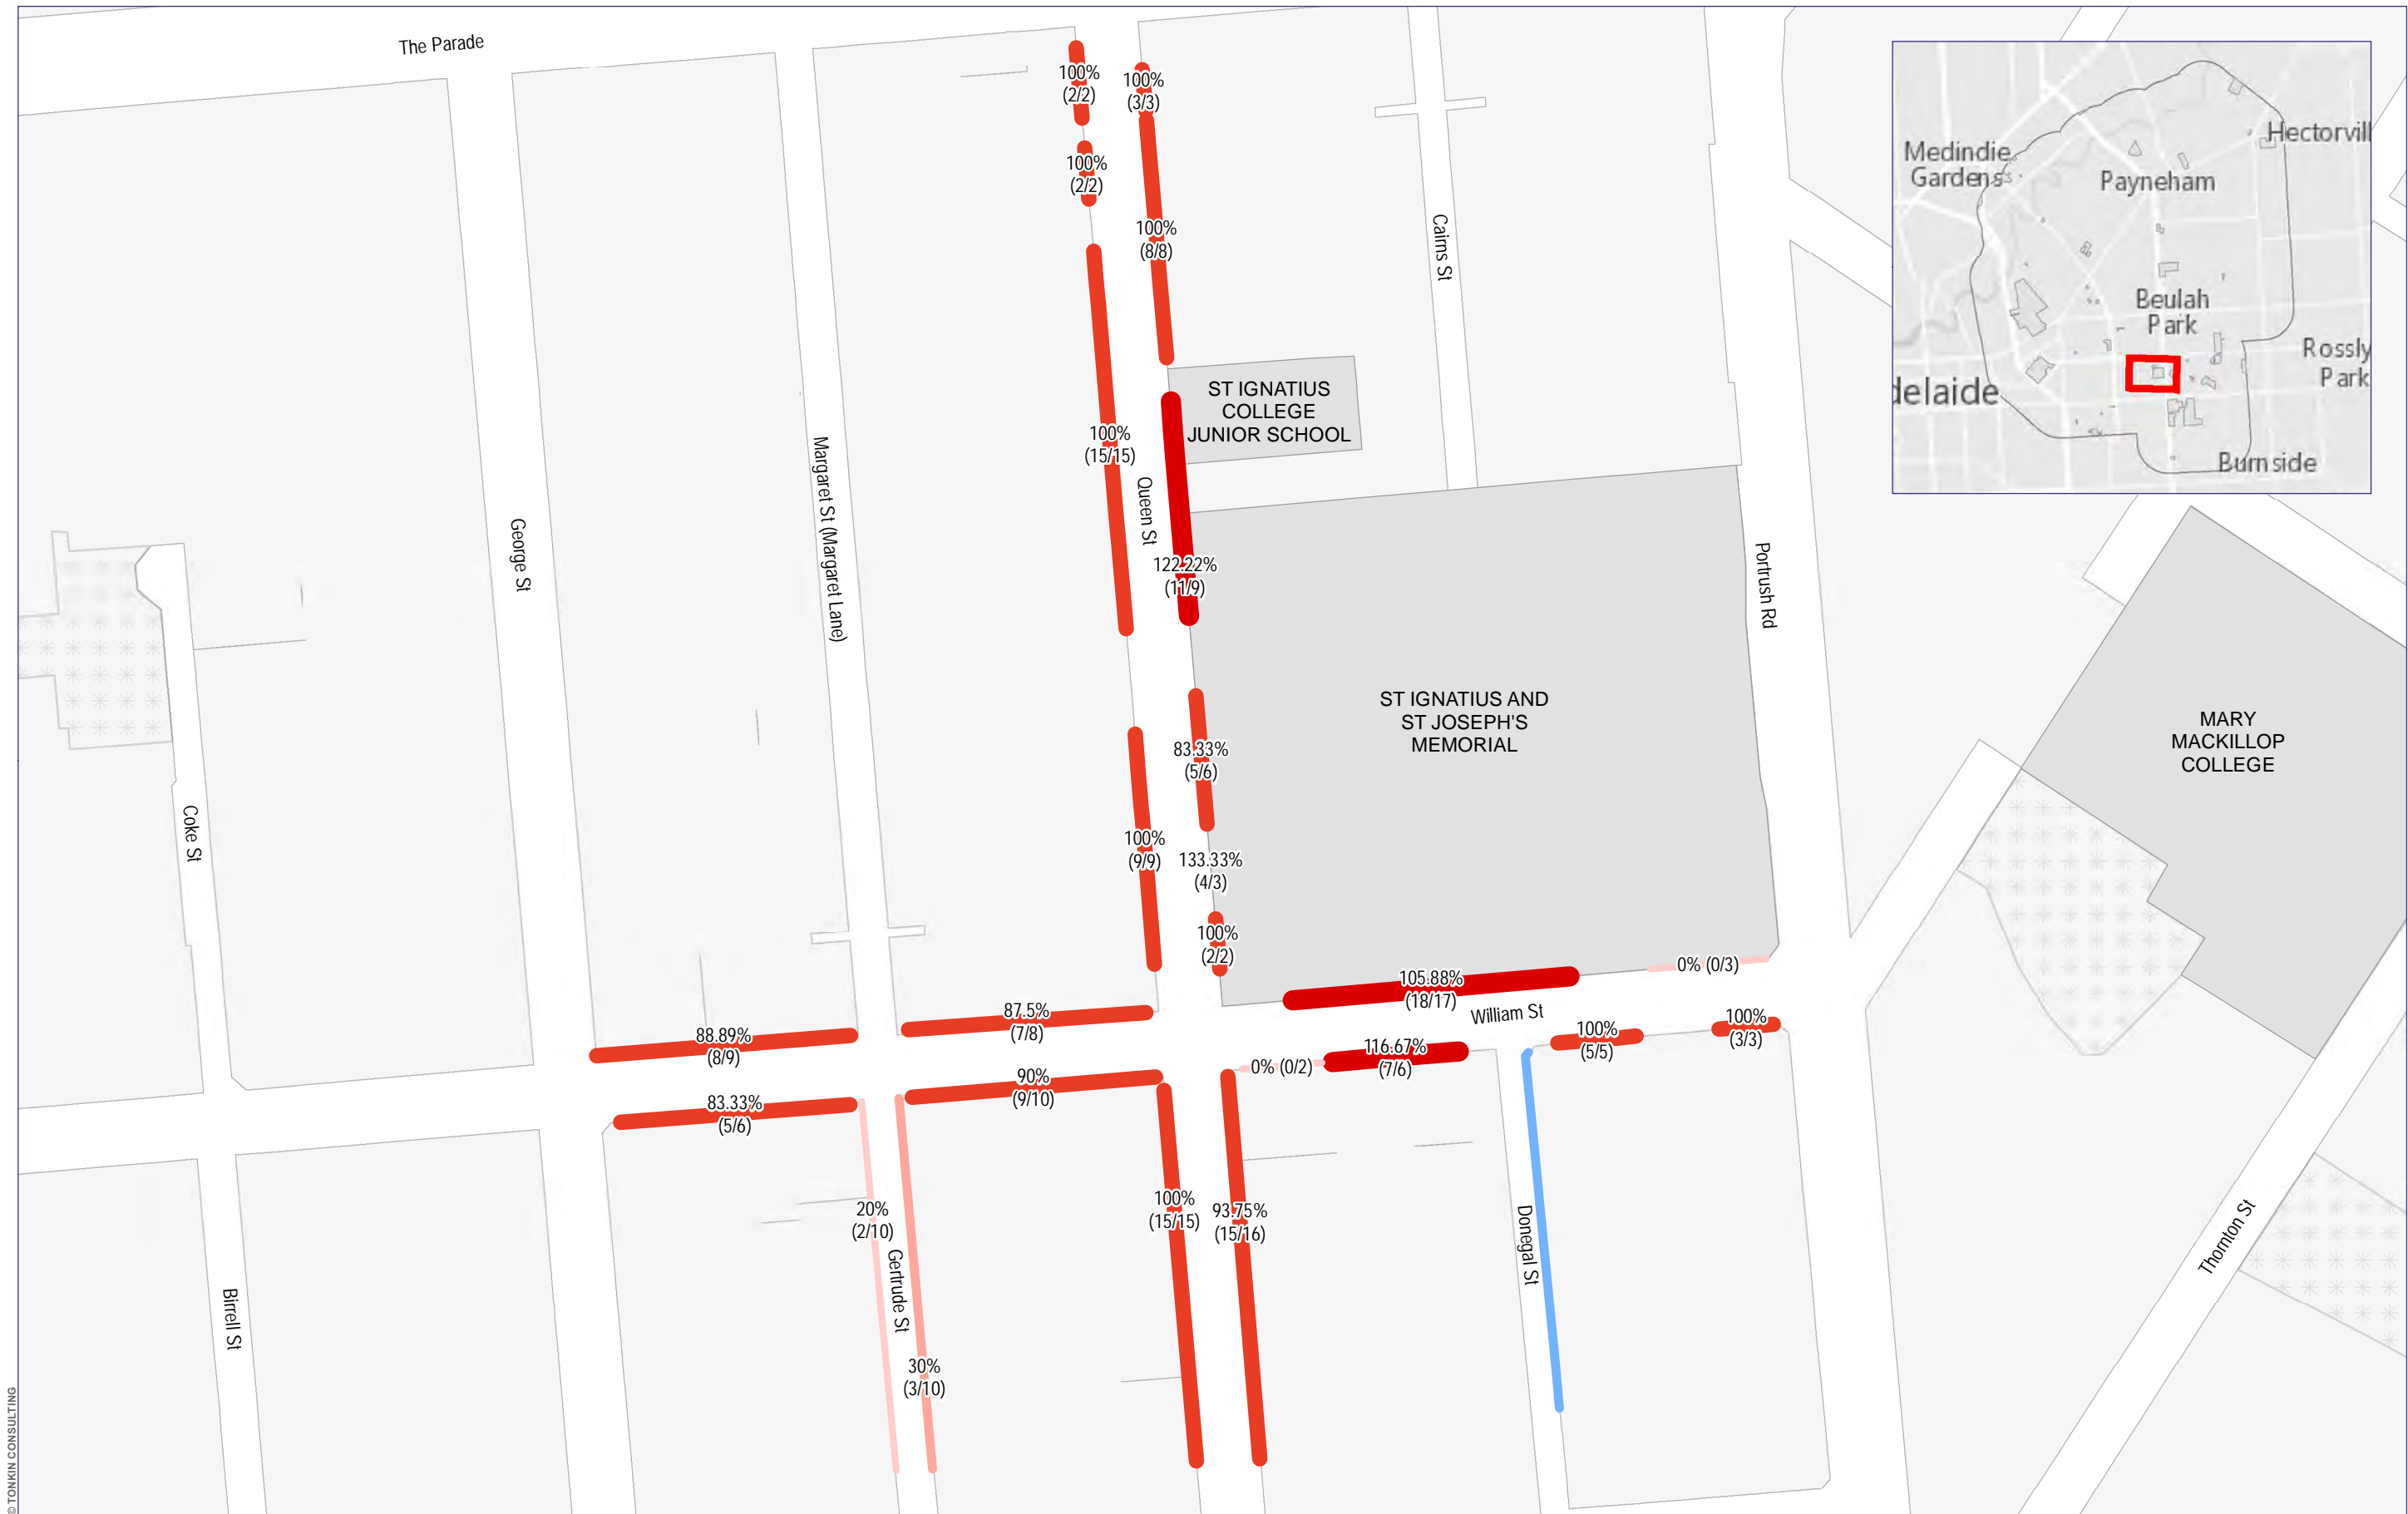 The Parade
100%
(2/2)
100%
(3/3)
100%
(2/2)
100%
(8/8)
Cairns St
Medindie
Gardens
Hectorvill
Payneham
Beulah
Park
Rossly
Park
delaide
Burnside
ST IGNATIUS
COLLEGE
JUNIOR SCHOOL
100%
(15/15)
Queen St
Margaret St (Margaret Lane)
George St
122.22%
(11/9)
Portrush Rd
ST IGNATIUS AND
ST JOSEPH'S
MEMORIAL
MARY
MACKILLOP
COLLEGE
83.33%
(5/6)
Coke St
100%
(9/9)
133.33%
(4/3)
100%
(2/2)
0% (0/3)
105.88%
(18/17)
William St
87.5%
(7/8)
88.89%
(8/9)
100%
(5/5)
100%
(3/3)
116.67%
(7/6)
0% (0/2)
90%
(9/10)
83.33%
(5/6)
20%
(2/10)
Gertrude St
30%
(3/10)
100%
(15/15)
93.75%
(15/16)
Donegal St
Thornton St
Birrell St
© TONKIN CONSULTING